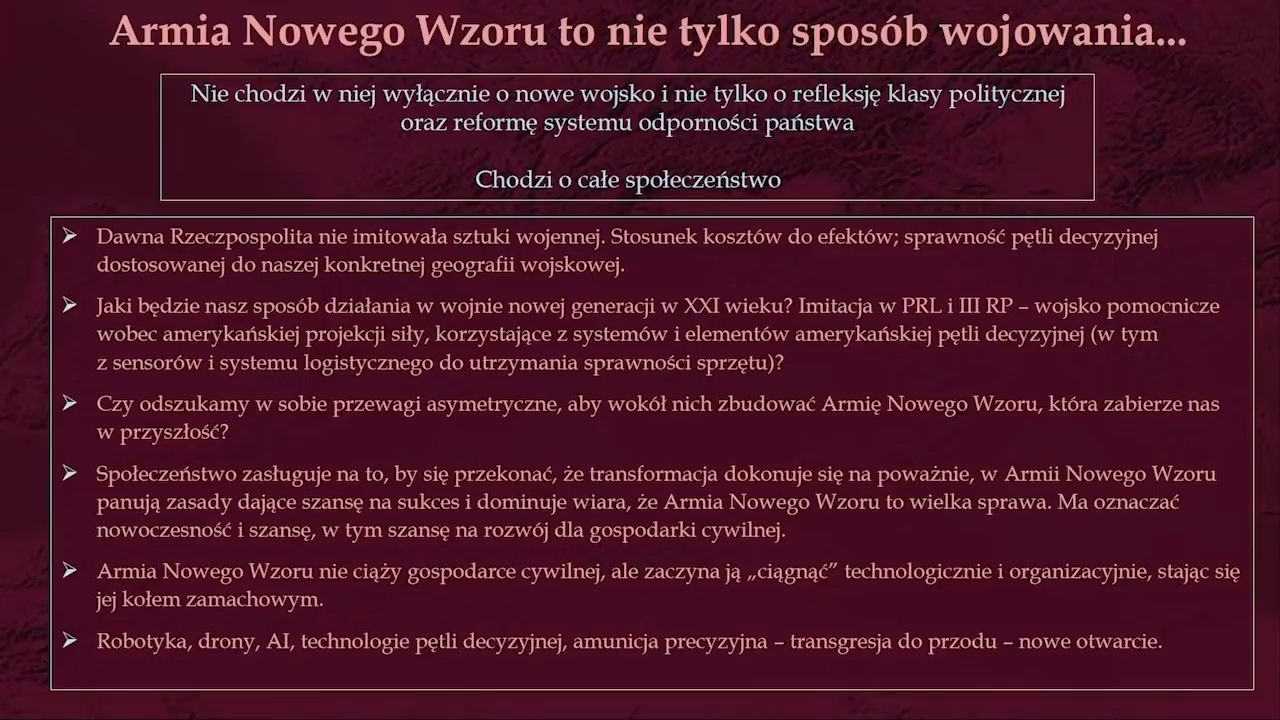 Armia Nowego Wzoru to nie tylko sposób wojowania...
Nie chodzi w niej wyłącznie o nowe wojsko i nie tylko o refleksję klasy politycznej
oraz reformę systemu odporności państwa
Chodzi o całe społeczeństwo
➢ Dawna Rzeczpospolita nie imitowała sztuki wojennej. Stosunek kosztów do efektów; sprawność pętli decyzyjnej
dostosowanej do naszej konkretnej geografii wojskowej.
➢ Jaki będzie nasz sposób działania w wojnie nowej generacji w XXI wieku? Imitacja w PRL i III RP – wojsko pomocnicze
wobec amerykańskiej projekcji siły, korzystające z systemów i elementów amerykańskiej pętli decyzyjnej (w tym
z sensorów i systemu logistycznego do utrzymania sprawności sprzętu)?
➢ Czy odszukamy w sobie przewagi asymetryczne, aby wokół nich zbudować Armię Nowego Wzoru, która zabierze nas
w przyszłość?
➢ Społeczeństwo zasługuje na to, by się przekonać, że transformacja dokonuje się na poważnie, w Armii Nowego Wzoru
panują zasady dające szansę na sukces i dominuje wiara, że Armia Nowego Wzoru to wielka sprawa. Ma oznaczać
nowoczesność i szansę, w tym szansę na rozwój dla gospodarki cywilnej.
➢ Armia Nowego Wzoru nie ciąży gospodarce cywilnej, ale zaczyna ją „ciągnąć” technologicznie i organizacyjnie, stając się
jej kołem zamachowym.
➢ Robotyka, drony, AI, technologie pętli decyzyjnej, amunicja precyzyjna – transgresja do przodu – nowe otwarcie.